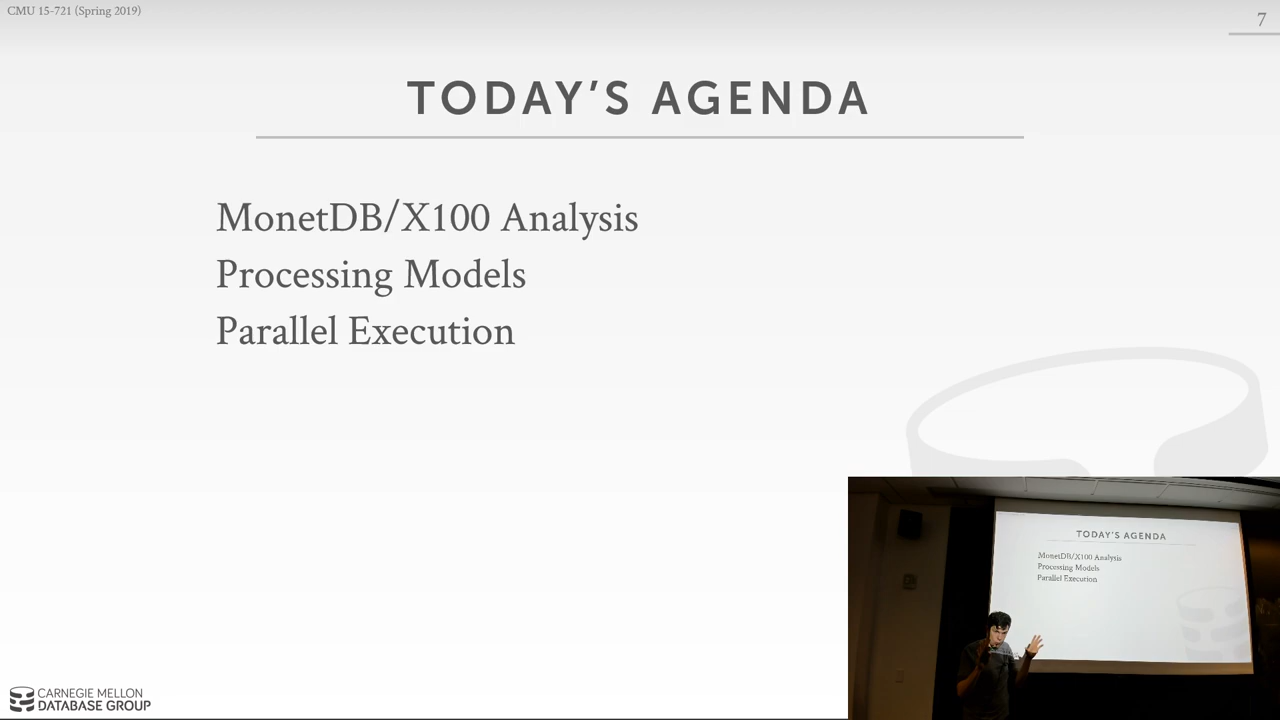 CMU 15-721 (Spring 2019)
7
TODAY'S AGENDA
MonetDB/X100 Analysis
Processing Models
Parallel Execution
TODAY'S AGENDA
MonetDB/X100 Analysis
Processing Models
Parallel Execution
CARNEGIE MELLON
DATABASE GROUP